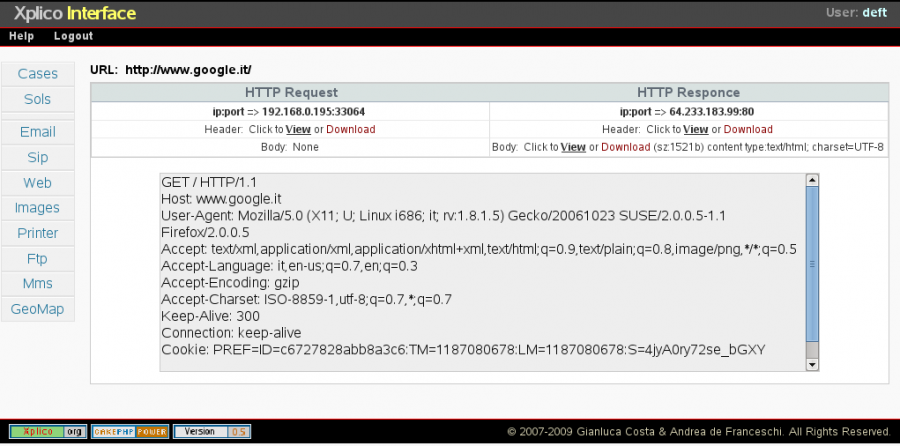 Xplico Interface
User: deft
Help Logout
Cases
Sols
Email
Sip
Web
Images
Printer
Ftp
Mms
GeoMap
URL: http://www.google.it/
HTTP Request HTTP Responce
ip:port => 192.168.0.195:33064 ip:port => 64.233.183.99:80
Header: Click to View or Download Header: Click to View or Download
Body: None Body: Click to View or Download (sz:1521b) content type:text/html; charset=UTF-8
GET / HTTP/1.1
Host: www.google.it
User-Agent: Mozilla/5.0 (X11; U; Linux i686; it; rv:1.8.1.5) Gecko/20061023 SUSE/2.0.0.5-1.1
Firefox/2.0.0.5
Accept: text/xml,application/xml,application/xhtml+xml,text/html;q=0.9,text/plain;q=0.8,image/png,*/*;q=0.5
Accept-Language: it,en-us;q=0.7,en;q=0.3
Accept-Encoding: gzip
Accept-Charset: ISO-8859-1,utf-8;q=0.7,*;q=0.7
Keep-Alive: 300
Connection: keep-alive
Cookie: PREF=ID=c6727828abb8a3c6:TM=1187080678:LM=1187080678:S=4jyA0ry72se_bGXY
Xplico org CAKEPHP POWER Version 0.5
© 2007-2009 Gianluca Costa & Andrea de Franceschi. All Rights Reserved.